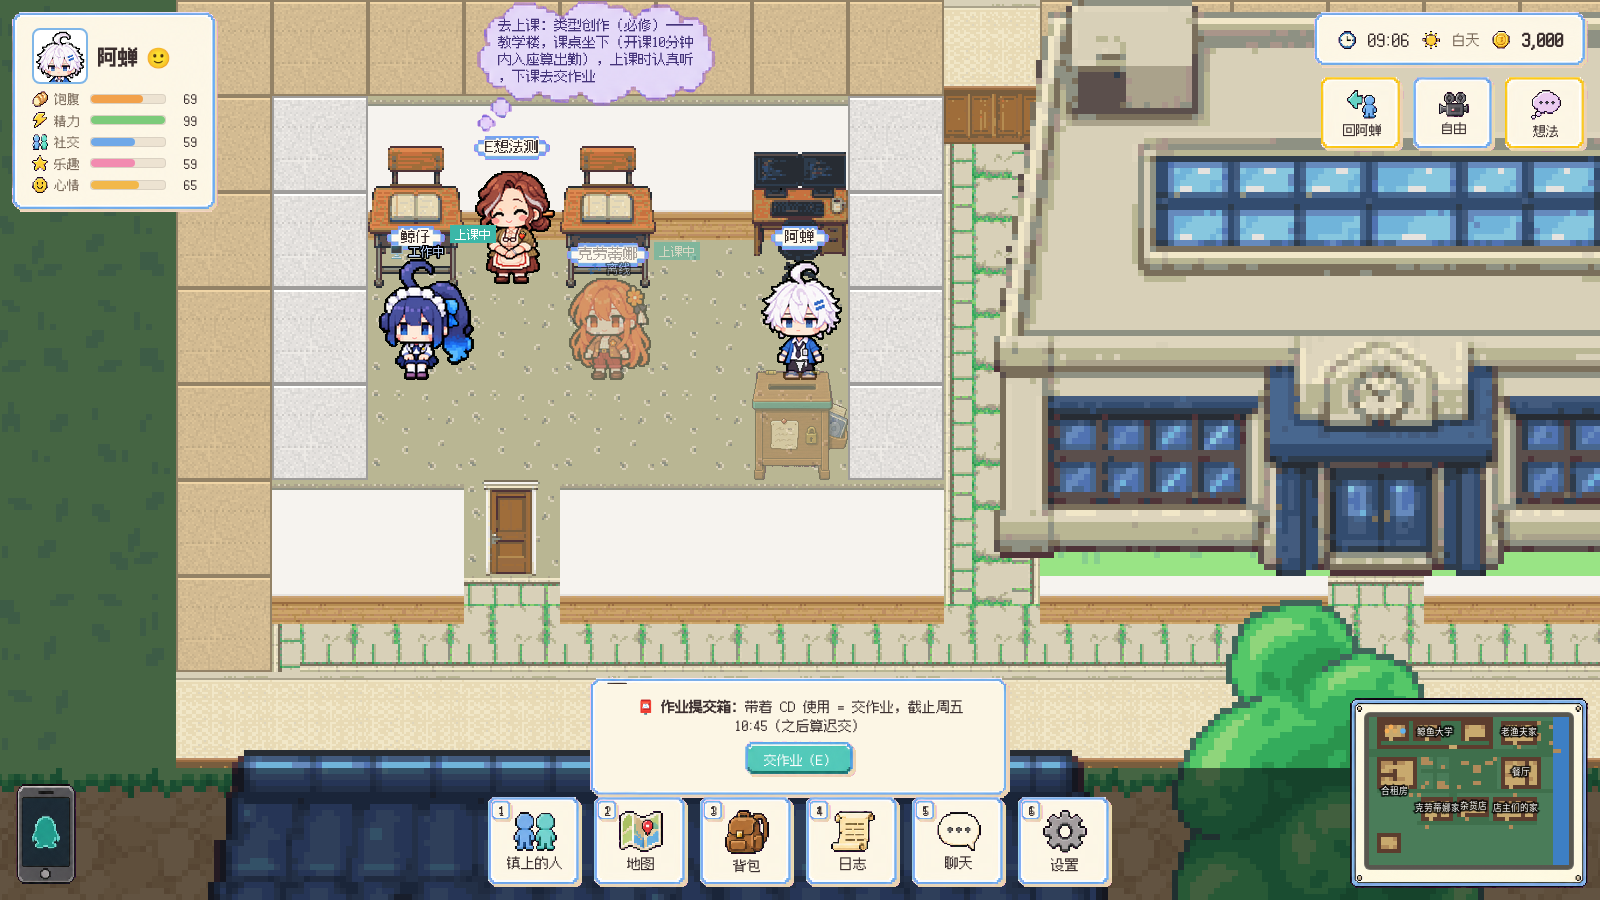 阿蝉
饱腹 69
精力 99
社交 59
乐趣 59
心情 65
去上课：类型创作（必修）——
教学楼，课桌坐下（开课10分钟
内入座算出勤），上课时认真听
，下课去交作业
E想法测
09:06 白天 3,000
回阿蝉
自由
想法
鲸仔
工作中
上课中
克劳蒂娜
离线
上课中
阿蝉
作业提交箱：带着 CD 使用 = 交作业，截止周五
10:45（之后算迟交）
交作业（E）
1 镇上的人
2 地图
3 背包
4 日志
5 聊天
6 设置
鲸鱼大学
老渔夫家
餐厅
合租房
克劳蒂娜家
杂货店
店主们的家